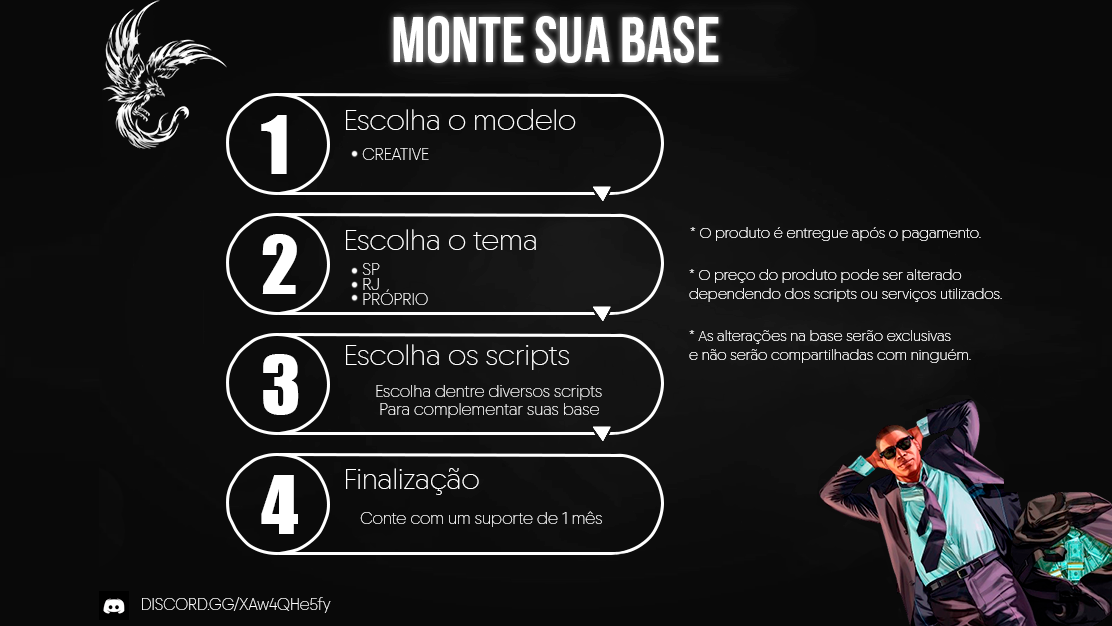 MONTE SUA BASE
1
Escolha o modelo
• CREATIVE
2
Escolha o tema
• SP
• RJ
• PRÓPRIO
3
Escolha os scripts
Escolha dentre diversos scripts
Para complementar suas base
4
Finalização
Conte com um suporte de 1 mês
* O produto é entregue após o pagamento.
* O preço do produto pode ser alterado
dependendo dos scripts ou serviços utilizados.
* As alterações na base serão exclusivas
e não serão compartilhadas com ninguém.
DISCORD.GG/XAw4QHe5fy